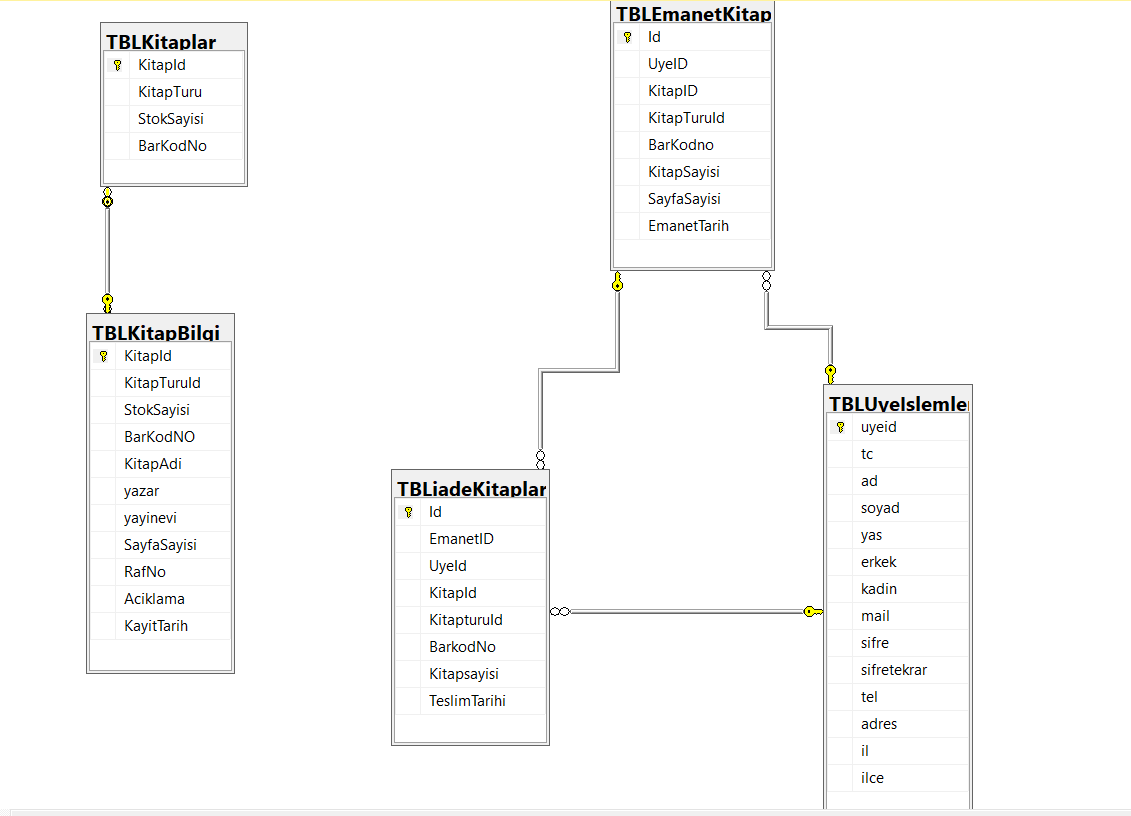 TBLKitaplar
KitapId
KitapTuru
StokSayisi
BarKodNo
TBLKitapBilgi
KitapId
KitapTuruId
StokSayisi
BarKodNO
KitapAdi
yazar
yayinevi
SayfaSayisi
RafNo
Aciklama
KayitTarih
TBLEmanetKitap
Id
UyeID
KitapID
KitapTuruId
BarKodno
KitapSayisi
SayfaSayisi
EmanetTarih
TBLiadeKitaplar
Id
EmanetID
UyeId
KitapId
KitapturuId
BarkodNo
Kitapsayisi
TeslimTarihi
TBLUyeIslemler
uyeid
tc
ad
soyad
yas
erkek
kadin
mail
sifre
sifretekrar
tel
adres
il
ilce